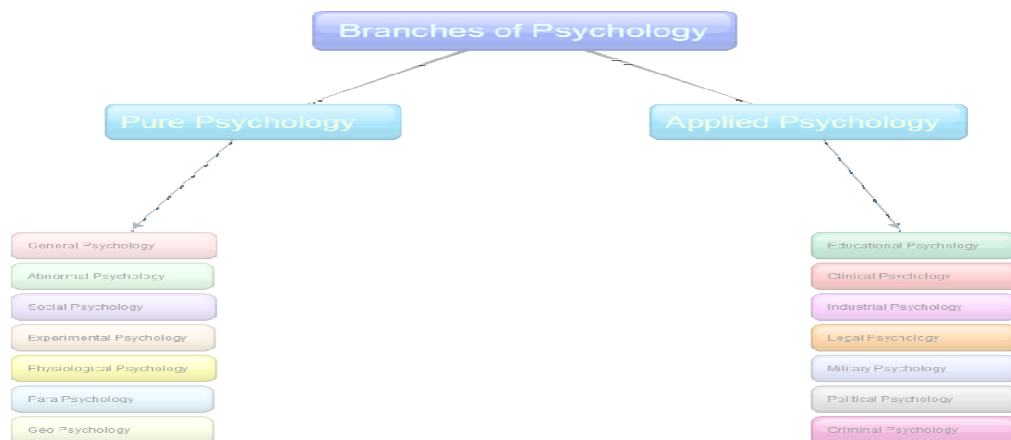 Branches of Psychology
Pure Psychology
Applied Psychology
General Psychology
Abnormal Psychology
Social Psychology
Experimental Psychology
Physiological Psychology
Para Psychology
Geo Psychology
Educational Psychology
Clinical Psychology
Industrial Psychology
Legal Psychology
Military Psychology
Political Psychology
Criminal Psychology